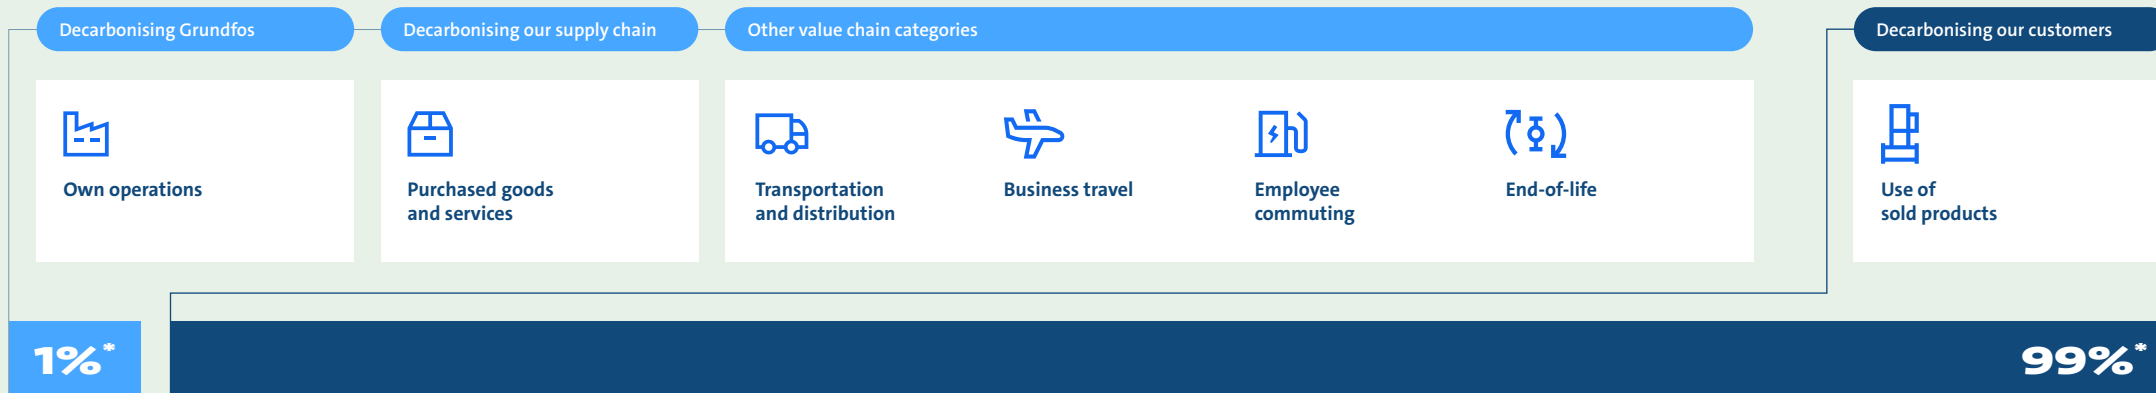 Decarbonising Grundfos
Decarbonising our supply chain
Other value chain categories
Decarbonising our customers
Own operations
Purchased goods
and services
Transportation
and distribution
Business travel
Employee
commuting
End-of-life
Use of
sold products
1%*
99%*